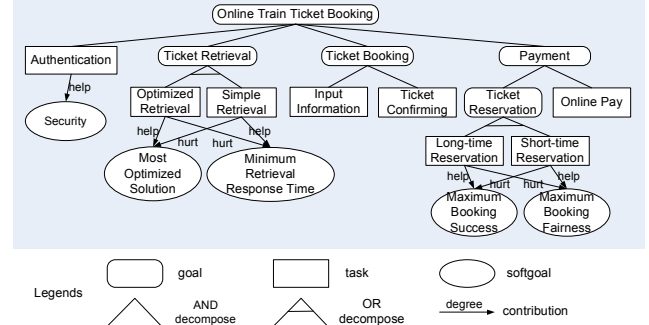 Online Train Ticket Booking
Authentication
Ticket Retrieval
Ticket Booking
Payment
help
Optimized
Retrieval
Simple
Retrieval
Input
Information
Ticket
Confirming
Ticket
Reservation
Online Pay
Security
help
hurt
hurt
help
Long-time
Reservation
Short-time
Reservation
Most
Optimized
Solution
Minimum
Retrieval
Response Time
help
hurt
hurt
help
Maximum
Booking
Success
Maximum
Booking
Fairness
Legends
goal
task
softgoal
AND
decompose
OR
decompose
degree
contribution